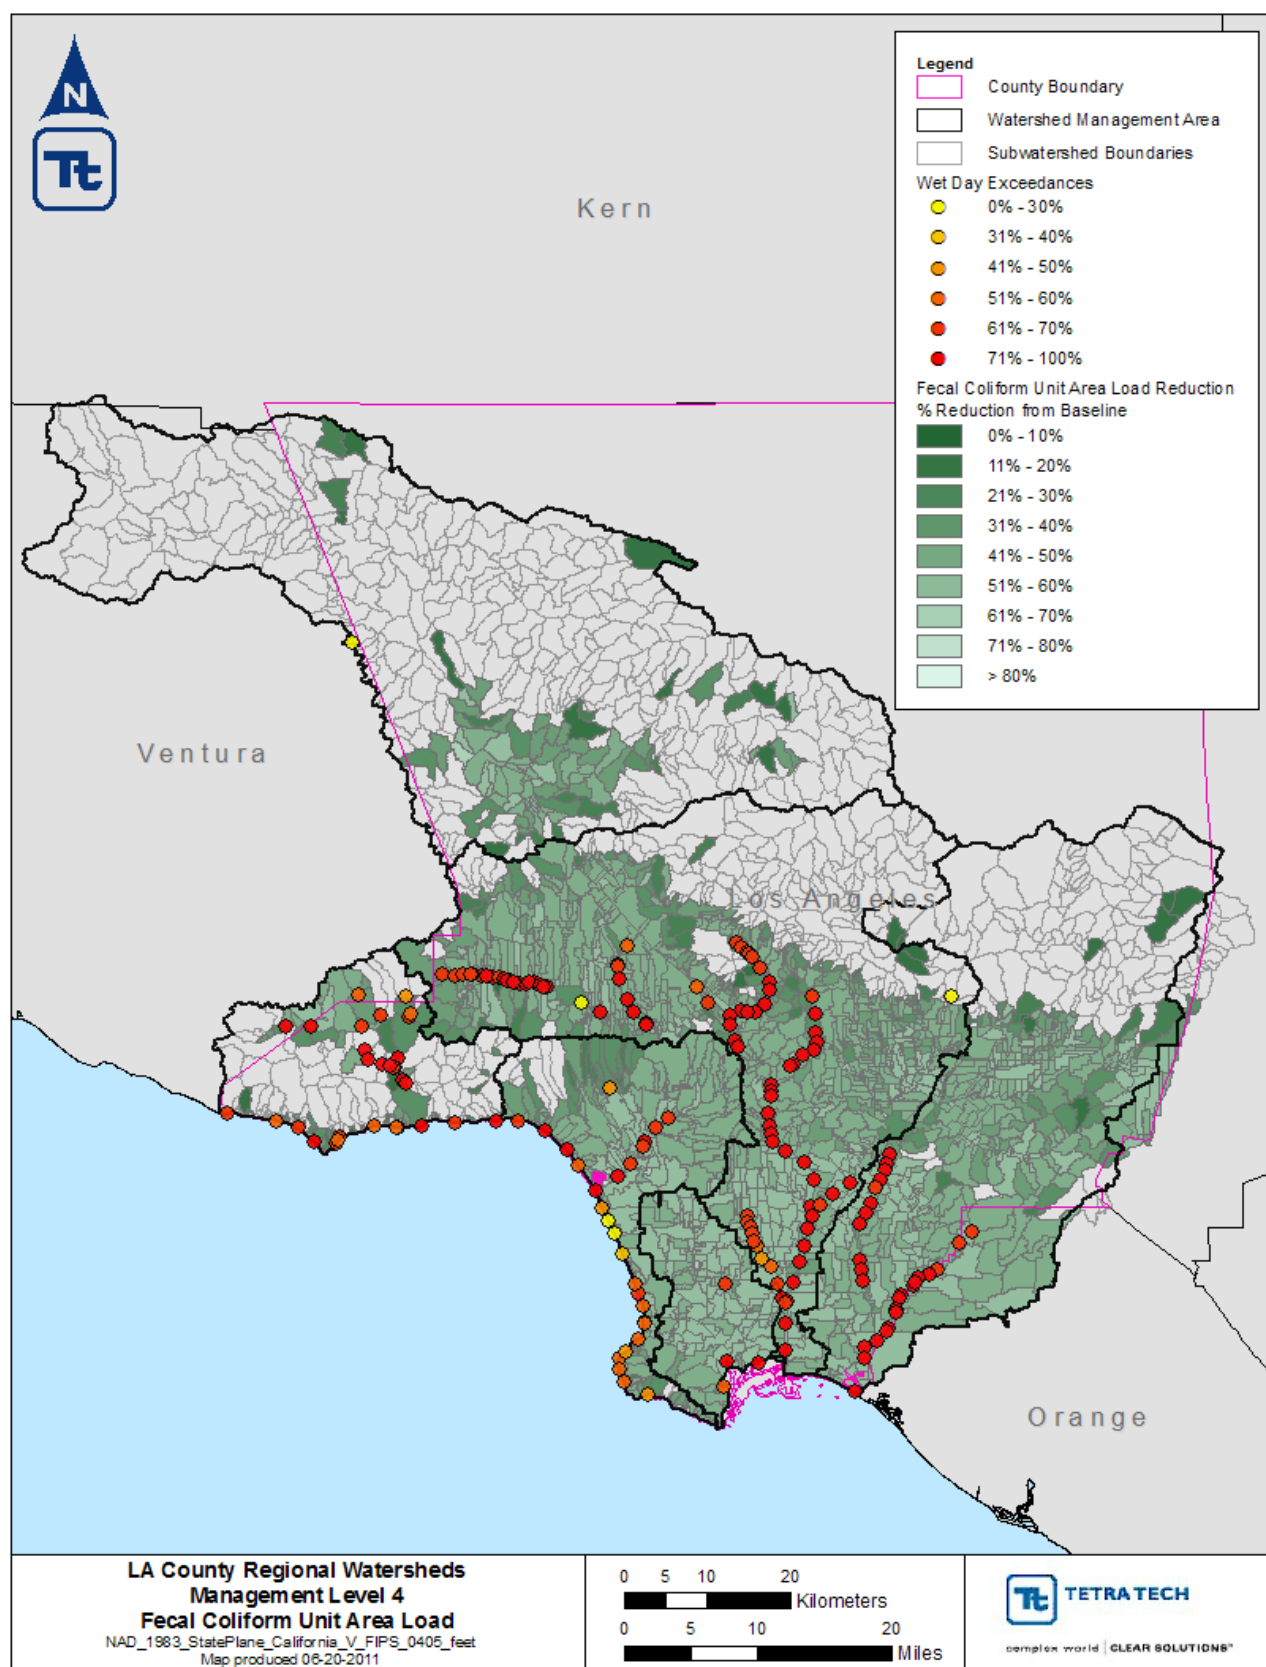 N
Tt
Kern
Ventura
Los Angeles
Orange
Legend
County Boundary
Watershed Management Area
Subwatershed Boundaries
Wet Day Exceedances
0% - 30%
31% - 40%
41% - 50%
51% - 60%
61% - 70%
71% - 100%
Fecal Coliform Unit Area Load Reduction
% Reduction from Baseline
0% - 10%
11% - 20%
21% - 30%
31% - 40%
41% - 50%
51% - 60%
61% - 70%
71% - 80%
> 80%
LA County Regional Watersheds
Management Level 4
Fecal Coliform Unit Area Load
NAD_1983_StatePlane_California_V_FIPS_0405_feet
Map produced 06-20-2011
0 5 10 20
Kilometers
0 5 10 20
Miles
Tt TETRA TECH
complex world | CLEAR SOLUTIONS™